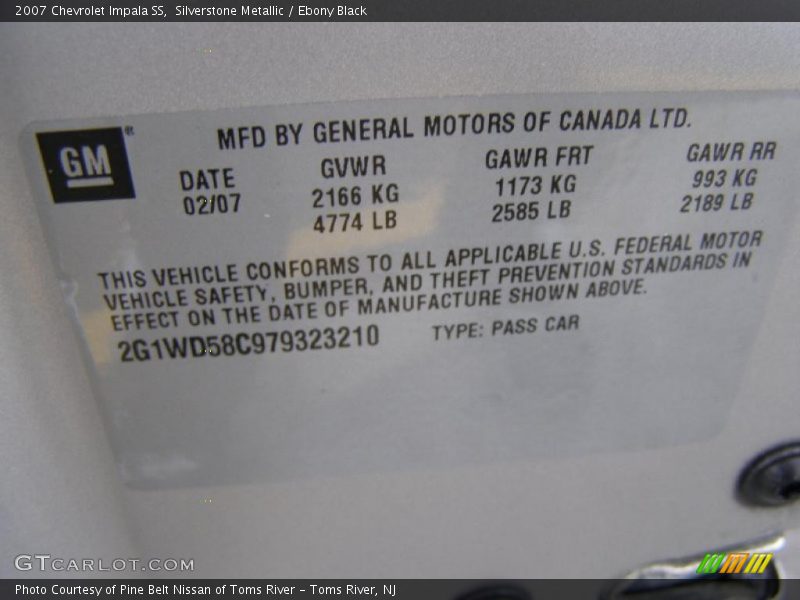 2007 Chevrolet Impala SS,  Silverstone Metallic / Ebony Black
GM®
MFD BY GENERAL MOTORS OF CANADA LTD.
DATE GVWR GAWR FRT GAWR RR
02/07 2166 KG 1173 KG 993 KG
4774 LB 2585 LB 2189 LB
THIS VEHICLE CONFORMS TO ALL APPLICABLE U.S. FEDERAL MOTOR
VEHICLE SAFETY, BUMPER, AND THEFT PREVENTION STANDARDS IN
EFFECT ON THE DATE OF MANUFACTURE SHOWN ABOVE.
2G1WD58C979323210 TYPE: PASS CAR
GTCARLOT.COM
Photo Courtesy of Pine Belt Nissan of Toms River – Toms River, NJ